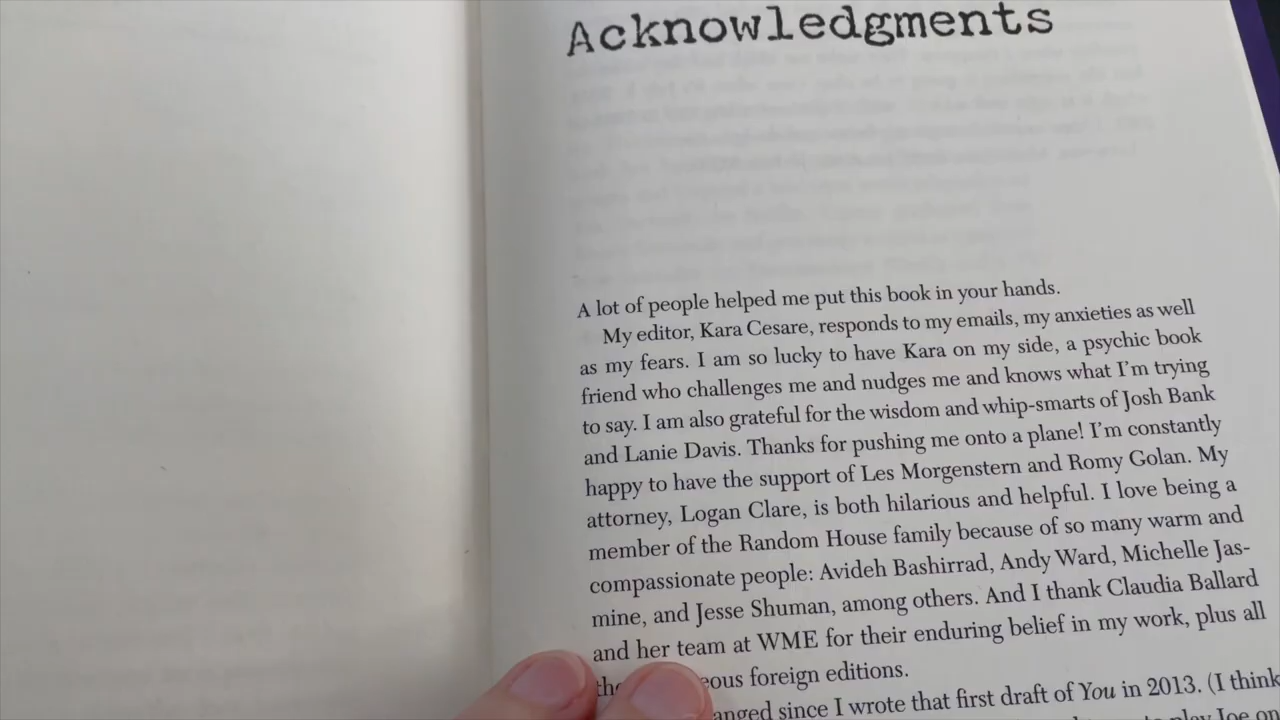 Acknowledgments
A lot of people helped me put this book in your hands.
My editor, Kara Cesare, responds to my emails, my anxieties as well
as my fears. I am so lucky to have Kara on my side, a psychic book
friend who challenges me and nudges me and knows what I'm trying
to say. I am also grateful for the wisdom and whip-smarts of Josh Bank
and Lanie Davis. Thanks for pushing me onto a plane! I'm constantly
happy to have the support of Les Morgenstern and Romy Golan. My
attorney, Logan Clare, is both hilarious and helpful. I love being a
member of the Random House family because of so many warm and
compassionate people: Avideh Bashirrad, Andy Ward, Michelle Jas-
mine, and Jesse Shuman, among others. And I thank Claudia Ballard
and her team at WME for their enduring belief in my work, plus all
foreign editions.
since I wrote that first draft of You in 2013. (I think
play Joe on